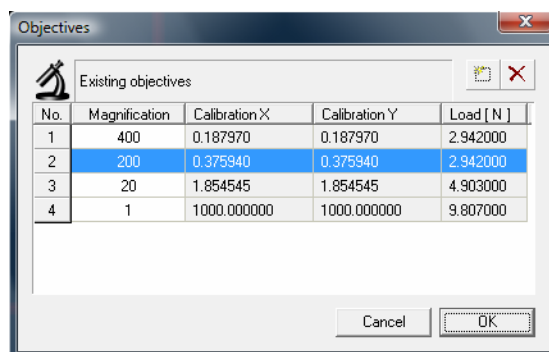 Objectives
Existing objectives
No. Magnification Calibration X Calibration Y Load [ N ]
1 400 0.187970 0.187970 2.942000
2 200 0.375940 0.375940 2.942000
3 20 1.854545 1.854545 4.903000
4 1 1000.000000 1000.000000 9.807000
Cancel OK